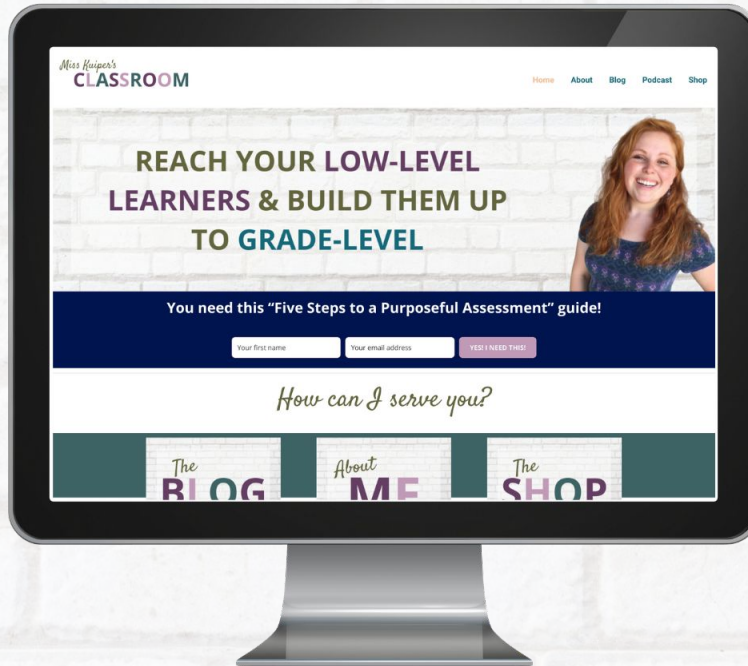 Miss Kuiper's
CLASSROOM
Home About Blog Podcast Shop
REACH YOUR LOW-LEVEL
LEARNERS & BUILD THEM UP
TO GRADE-LEVEL
You need this “Five Steps to a Purposeful Assessment” guide!
Your first name Your email address YES! I NEED THIS!
How can I serve you?
The About The
BLOG ME SHOP